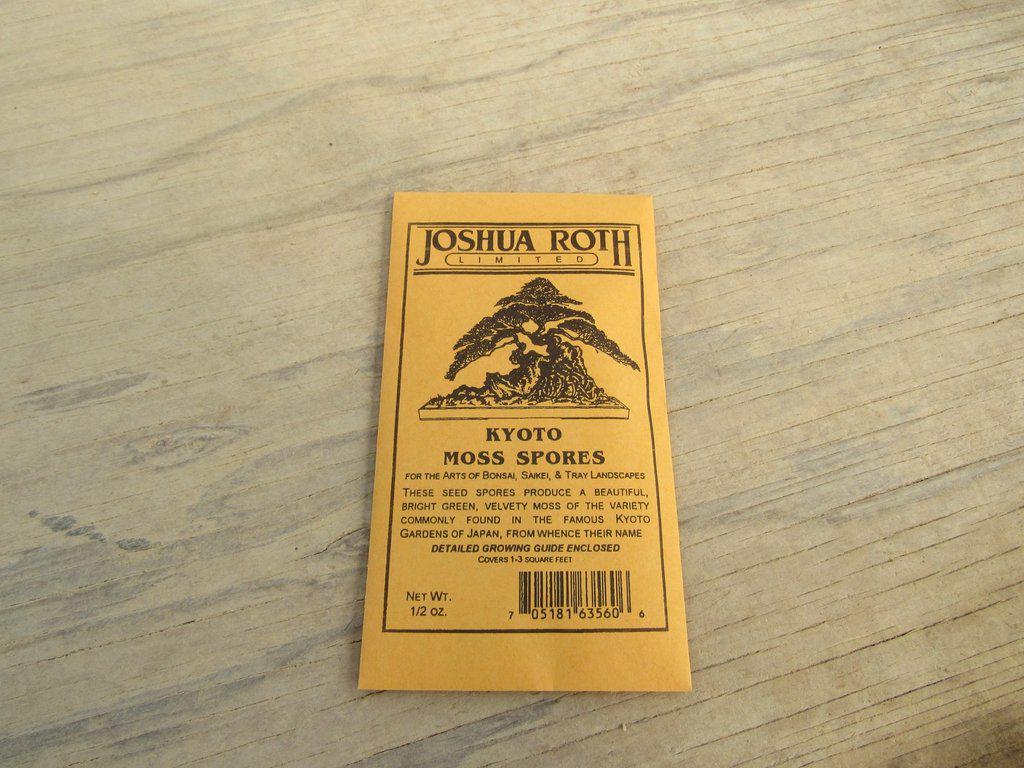 JOSHUA ROTH
LIMITED
KYOTO
MOSS SPORES
FOR THE ARTS OF BONSAI, SAIKEI, & TRAY LANDSCAPES
THESE SEED SPORES PRODUCE A BEAUTIFUL,
BRIGHT GREEN, VELVETY MOSS OF THE VARIETY
COMMONLY FOUND IN THE FAMOUS KYOTO
GARDENS OF JAPAN, FROM WHENCE THEIR NAME
DETAILED GROWING GUIDE ENCLOSED
COVERS 1-3 SQUARE FEET
NET WT.
1/2 OZ.
7 05181 63560 6